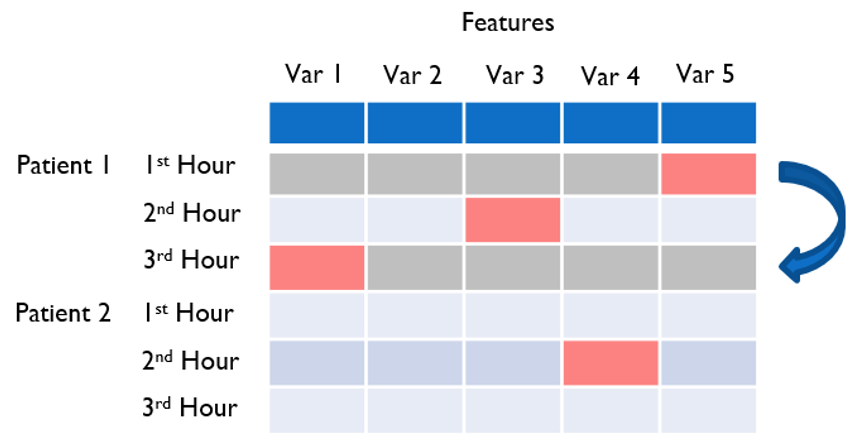 Features
Var 1 Var 2 Var 3 Var 4 Var 5
Patient 1 1st Hour
2nd Hour
3rd Hour
Patient 2 1st Hour
2nd Hour
3rd Hour